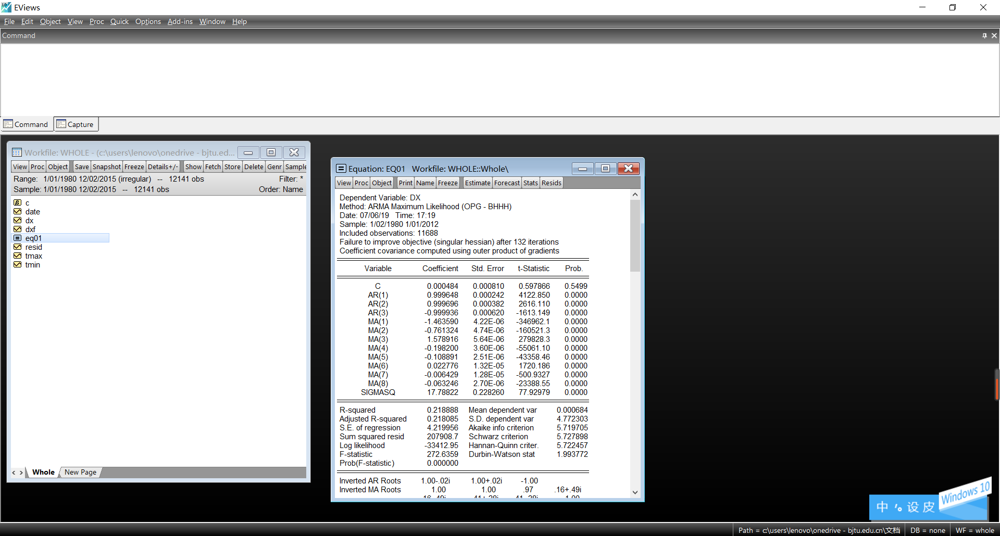 10 EViews
File Edit Object View Proc Quick Options Add-ins Window Help
Command
Command Capture
Workfile: WHOLE - (c:\users\lenovo\onedrive - bjtu.ed...
View Proc Object Save Snapshot Freeze Details+/- Show Fetch Store Delete Genr Sample
Range: 1/01/1980 12/02/2015 (irregular) -- 12141 obs Filter: *
Sample: 1/01/1980 12/02/2015 -- 12141 obs Order: Name
β c
date
dx
dxf
eq01
resid
tmax
tmin
< > Whole New Page
Equation: EQ01 Workfile: WHOLE::Whole\
View Proc Object Print Name Freeze Estimate Forecast Stats Resids
Dependent Variable: DX
Method: ARMA Maximum Likelihood (OPG - BHHH)
Date: 07/06/19 Time: 17:19
Sample: 1/02/1980 1/01/2012
Included observations: 11688
Failure to improve objective (singular hessian) after 132 iterations
Coefficient covariance computed using outer product of gradients
Variable Coefficient Std. Error t-Statistic Prob.
C 0.000484 0.000810 0.597866 0.5499
AR(1) 0.999648 0.000242 4122.850 0.0000
AR(2) 0.999696 0.000382 2616.110 0.0000
AR(3) -0.999936 0.000620 -1613.149 0.0000
MA(1) -1.463590 4.22E-06 -346962.1 0.0000
MA(2) -0.761324 4.74E-06 -160521.3 0.0000
MA(3) 1.578916 5.64E-06 279828.3 0.0000
MA(4) -0.198200 3.60E-06 -55061.10 0.0000
MA(5) -0.108891 2.51E-06 -43358.46 0.0000
MA(6) 0.022776 1.32E-05 1720.186 0.0000
MA(7) -0.006429 1.28E-05 -500.9327 0.0000
MA(8) -0.063246 2.70E-06 -23388.55 0.0000
SIGMASQ 17.78822 0.228260 77.92979 0.0000
R-squared 0.218888 Mean dependent var 0.000684
Adjusted R-squared 0.218085 S.D. dependent var 4.772303
S.E. of regression 4.219956 Akaike info criterion 5.719705
Sum squared resid 207908.7 Schwarz criterion 5.727898
Log likelihood -33412.95 Hannan-Quinn criter. 5.722457
F-statistic 272.6359 Durbin-Watson stat 1.993772
Prob(F-statistic) 0.000000
Inverted AR Roots 1.00-.02i 1.00+.02i -1.00
Inverted MA Roots 1.00 1.00 .97 .16+.49i
Windows 10
中 设 皮
Path = c:\users\lenovo\onedrive - bjtu.edu.cn\文档 DB = none WF = whole